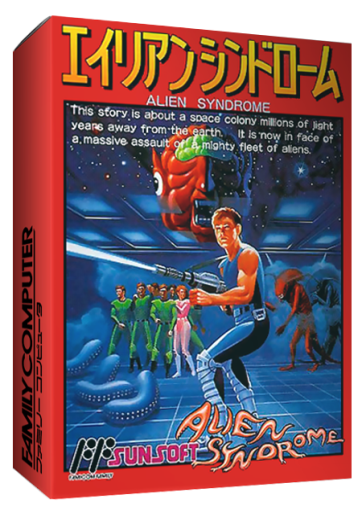 エイリアンシンドローム
ALIEN SYNDROME
This story is about a space colony millions of light
years away from the earth. It is now in face of
a massive assault of a mighty fleet of aliens.
FAMILY COMPUTER
ファミリーコンピュータ
SUNSOFT
FAMICOM FAMILY
ALIEN
SYNDROME